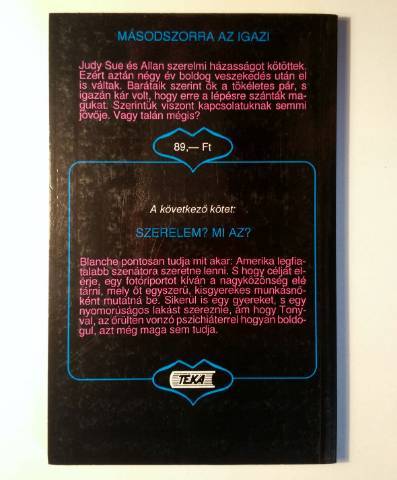 MÁSODSZORRA AZ IGAZI
Judy Sue és Allan szerelmi házasságot kötöttek.
Ezért aztán négy év boldog veszekedés után el
is váltak. Barátaik szerint ők a tökéletes pár, s
igazán kár volt, hogy erre a lépésre szánták ma-
gukat. Szerintük viszont kapcsolatuknak semmi
jövője. Vagy talán mégis?
89,— Ft
A következő kötet:
SZERELEM? MI AZ?
Blanche pontosan tudja mit akar: Amerika legfia-
talabb szenátora szeretne lenni. S hogy célját el-
érje, egy fotóriportot kíván a nagyközönség elé
tárni, mely őt egyszerű, kisgyerekes munkásnő-
ként mutatná be. Sikerül is egy gyereket, s egy
nyomorúságos lakást szereznie, ám hogy Tony-
val, az őrülten vonzó pszichiáterrel hogyan boldo-
gul, azt még maga sem tudja.
TEKA